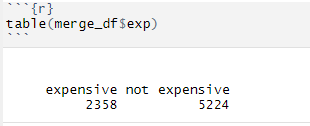 ```{r}
table(merge_df$exp)
```
expensive not expensive
2358 5224